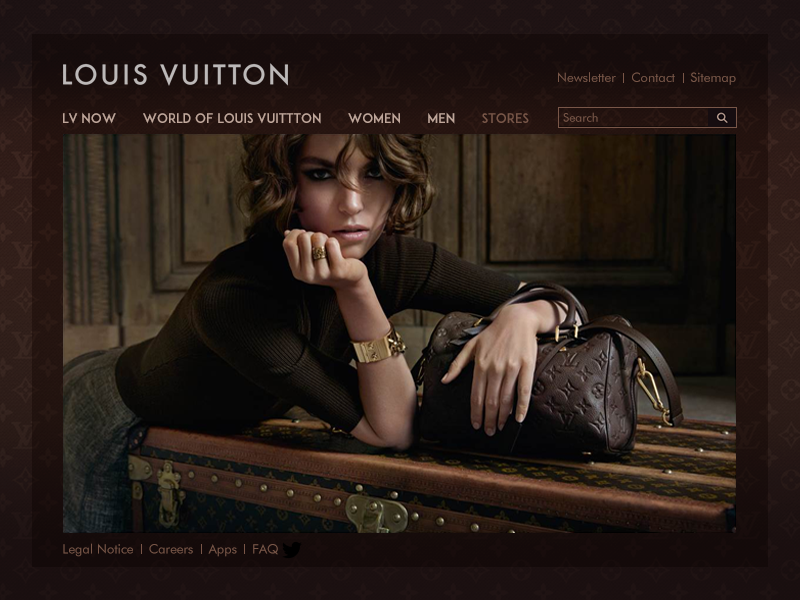 LOUIS VUITTON
Newsletter | Contact | Sitemap
LV NOW WORLD OF LOUIS VUITTTON WOMEN MEN STORES Search
Legal Notice | Careers | Apps | FAQ